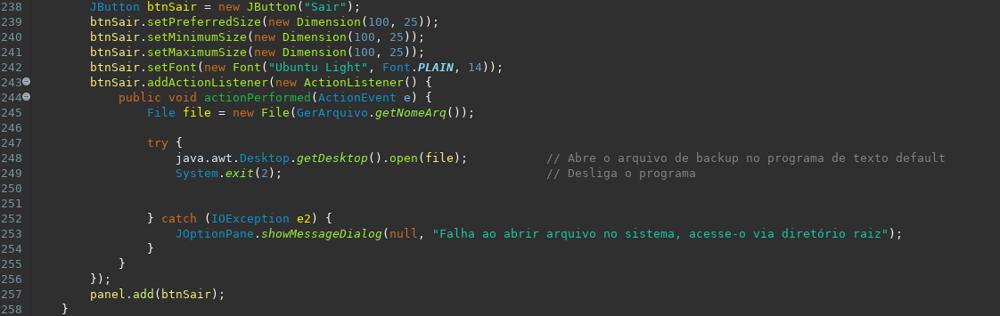 238 JButton btnSair = new JButton("Sair");
239 btnSair.setPreferredSize(new Dimension(100, 25));
240 btnSair.setMinimumSize(new Dimension(100, 25));
241 btnSair.setMaximumSize(new Dimension(100, 25));
242 btnSair.setFont(new Font("Ubuntu Light", Font.PLAIN, 14));
243 btnSair.addActionListener(new ActionListener() {
244 public void actionPerformed(ActionEvent e) {
245 File file = new File(GerArquivo.getNomeArq());
246
247 try {
248 java.awt.Desktop.getDesktop().open(file); // Abre o arquivo de backup no programa de texto default
249 System.exit(2); // Desliga o programa
250
251
252 } catch (IOException e2) {
253 JOptionPane.showMessageDialog(null, "Falha ao abrir arquivo no sistema, acesse-o via diretório raiz");
254 }
255 }
256 });
257 panel.add(btnSair);
258 }